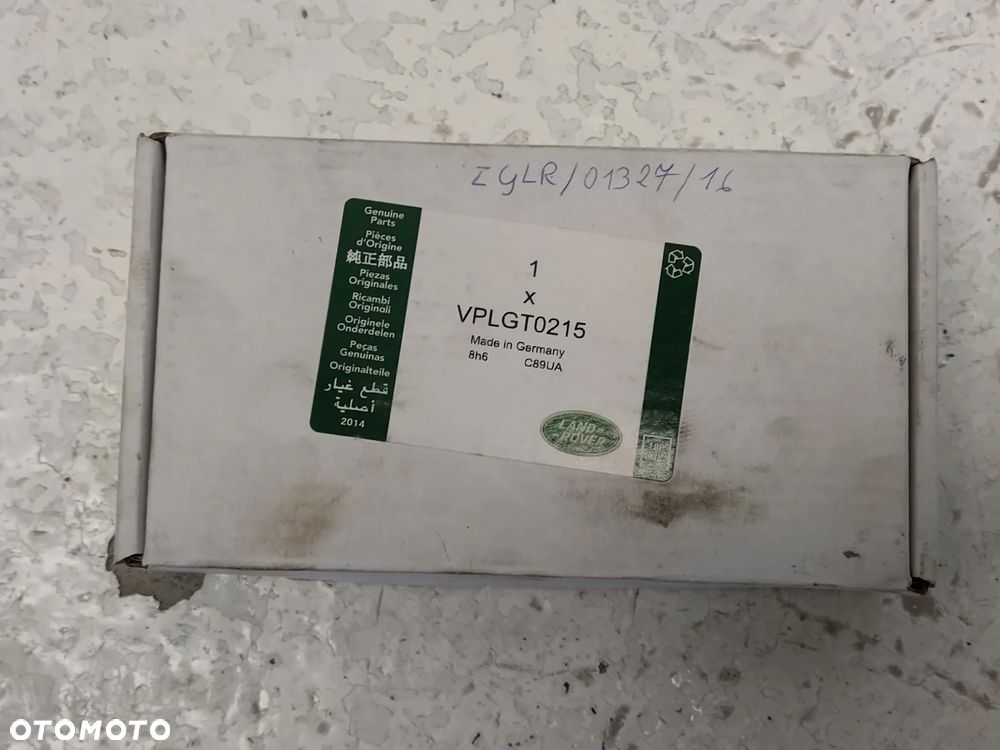 ZGLR/01327/16
Genuine
Parts
Pièces
d'Origine
純正部品
Piezas
Originales
Ricambi
Originali
Originele
Onderdelen
Peças
Genuinas
Originalteile
قطع غيار
أصلية
2014
1
x
VPLGT0215
Made in Germany
8h6 C89UA
LAND-
ROVER
OTOMOTO